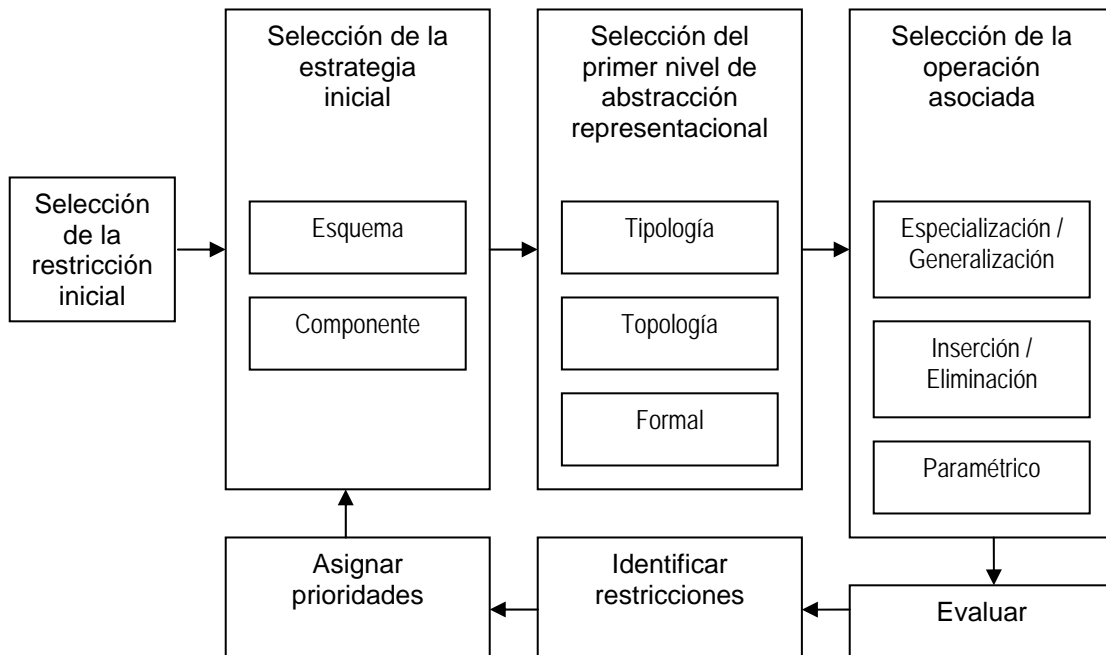 Selección
de la
restricción
inicial
Selección de la
estrategia
inicial
Esquema
Componente
Selección del
primer nivel de
abstracción
representacional
Tipología
Topología
Formal
Selección de la
operación
asociada
Especialización /
Generalización
Inserción /
Eliminación
Paramétrico
Evaluar
Identificar
restricciones
Asignar
prioridades